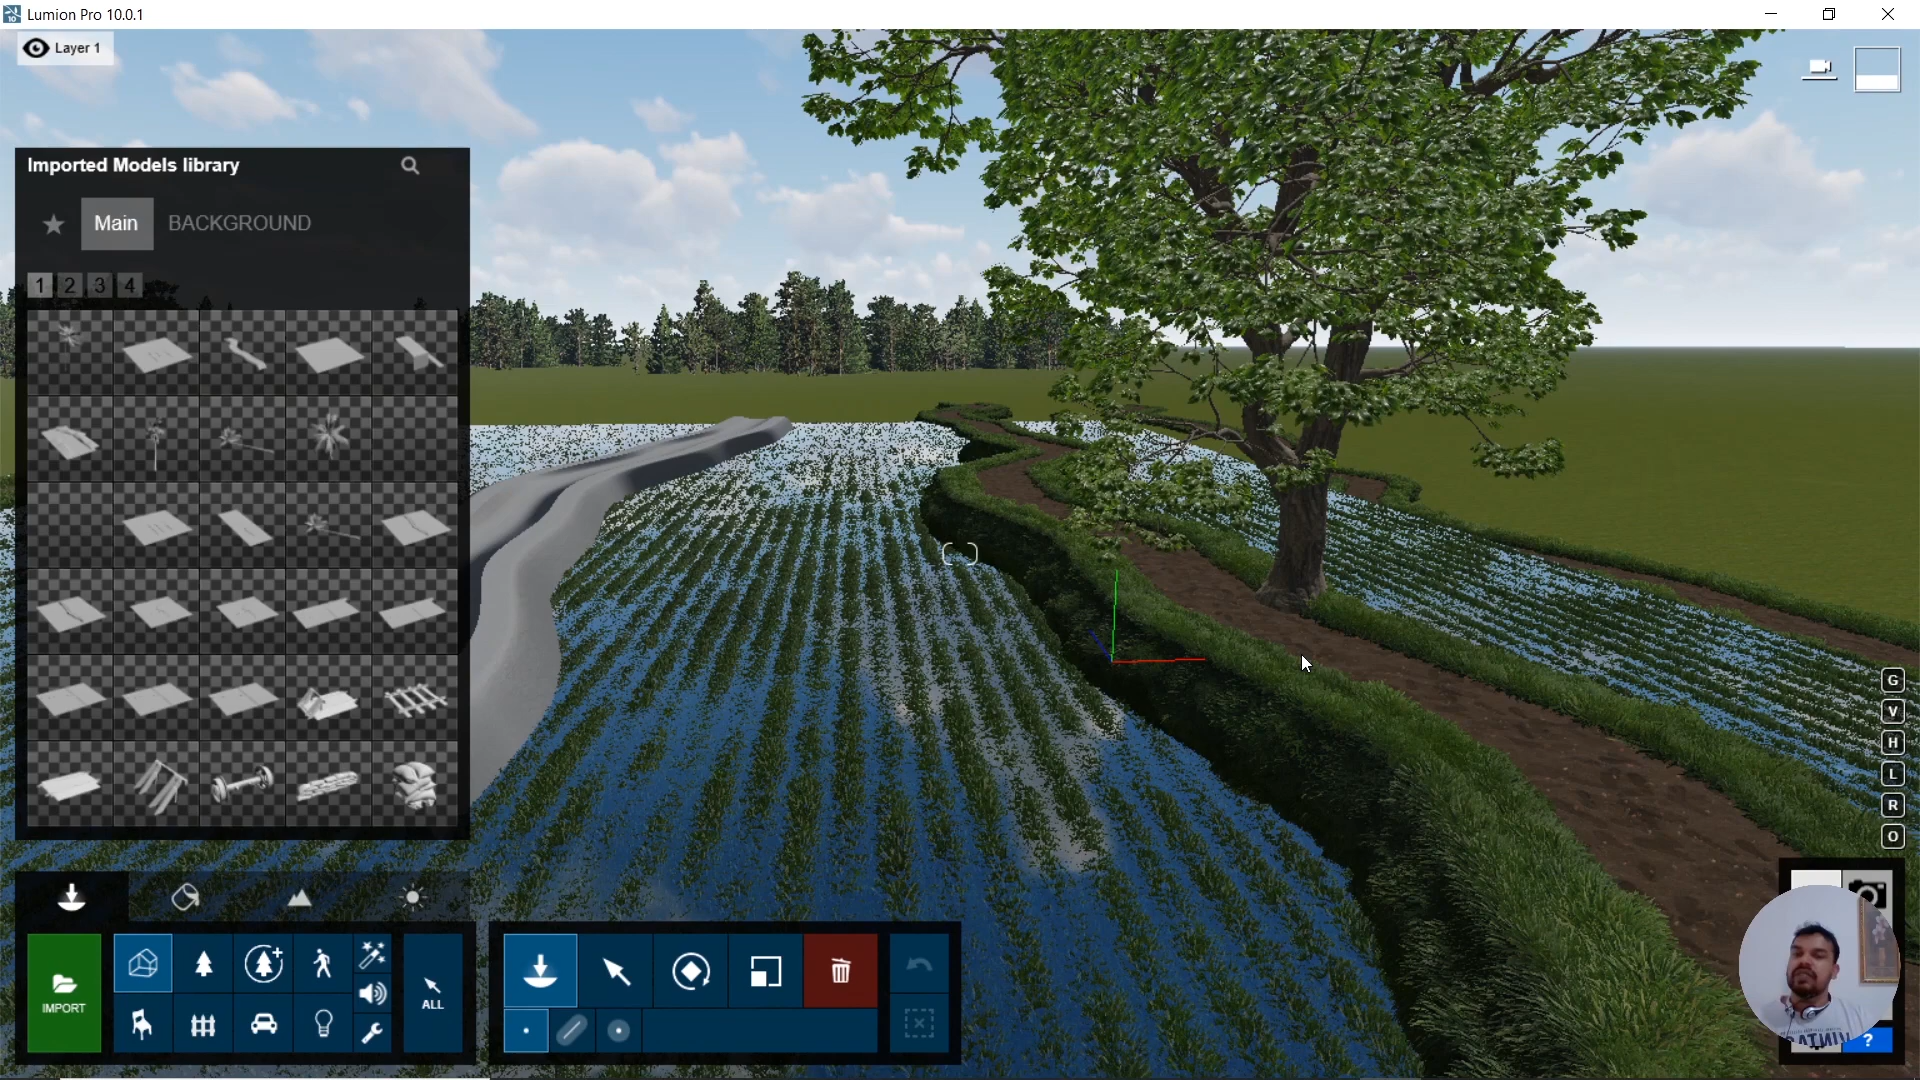 Lumion Pro 10.0.1
Layer 1
Imported Models library
Main BACKGROUND
1 2 3 4
G
V
H
L
R
O
IMPORT
ALL
?